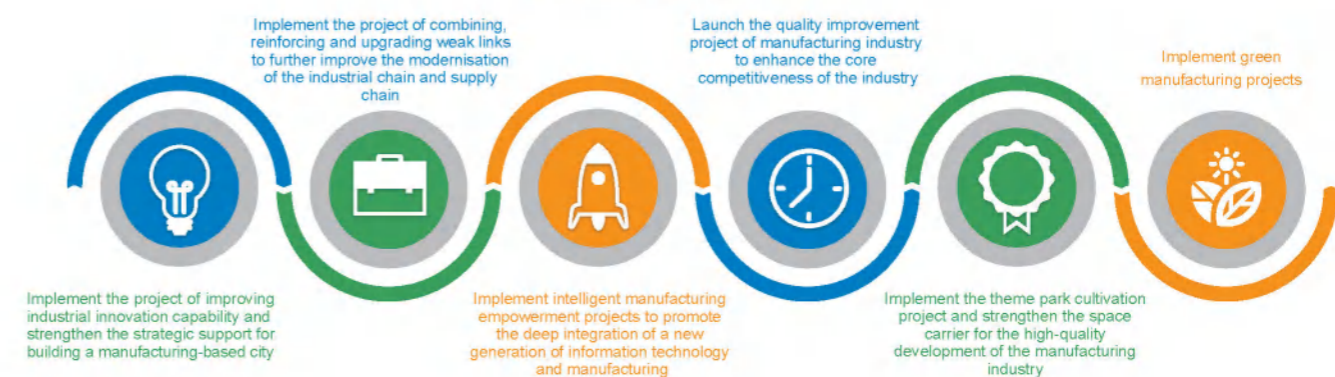 Implement the project of improving
industrial innovation capability and
strengthen the strategic support for
building a manufacturing-based city
Implement the project of combining,
reinforcing and upgrading weak links
to further improve the modernisation
of the industrial chain and supply
chain
Implement intelligent manufacturing
empowerment projects to promote
the deep integration of a new
generation of information technology
and manufacturing
Launch the quality improvement
project of manufacturing industry
to enhance the core
competitiveness of the industry
Implement the theme park cultivation
project and strengthen the space
carrier for the high-quality
development of the manufacturing
industry
Implement green
manufacturing projects